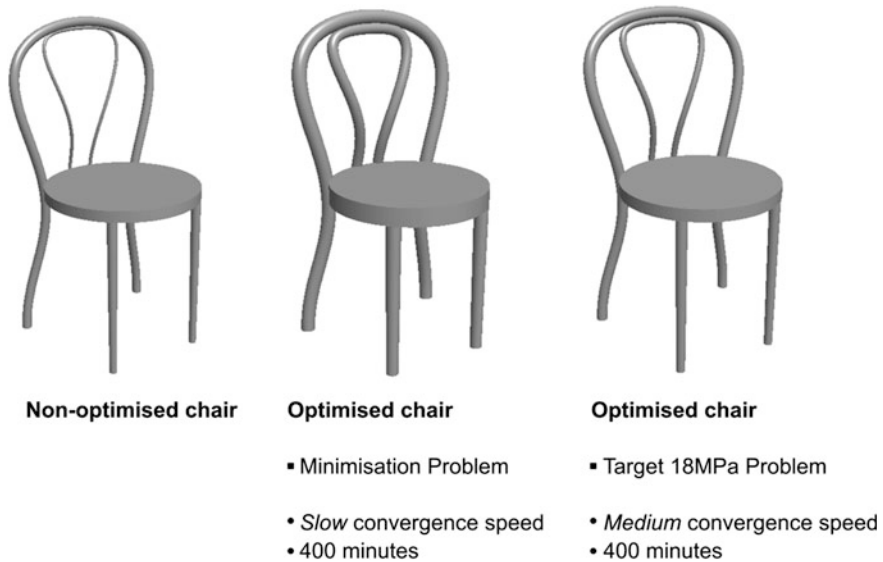 Non-optimised chair
Optimised chair
▪ Minimisation Problem
• Slow convergence speed
• 400 minutes
Optimised chair
▪ Target 18MPa Problem
• Medium convergence speed
• 400 minutes